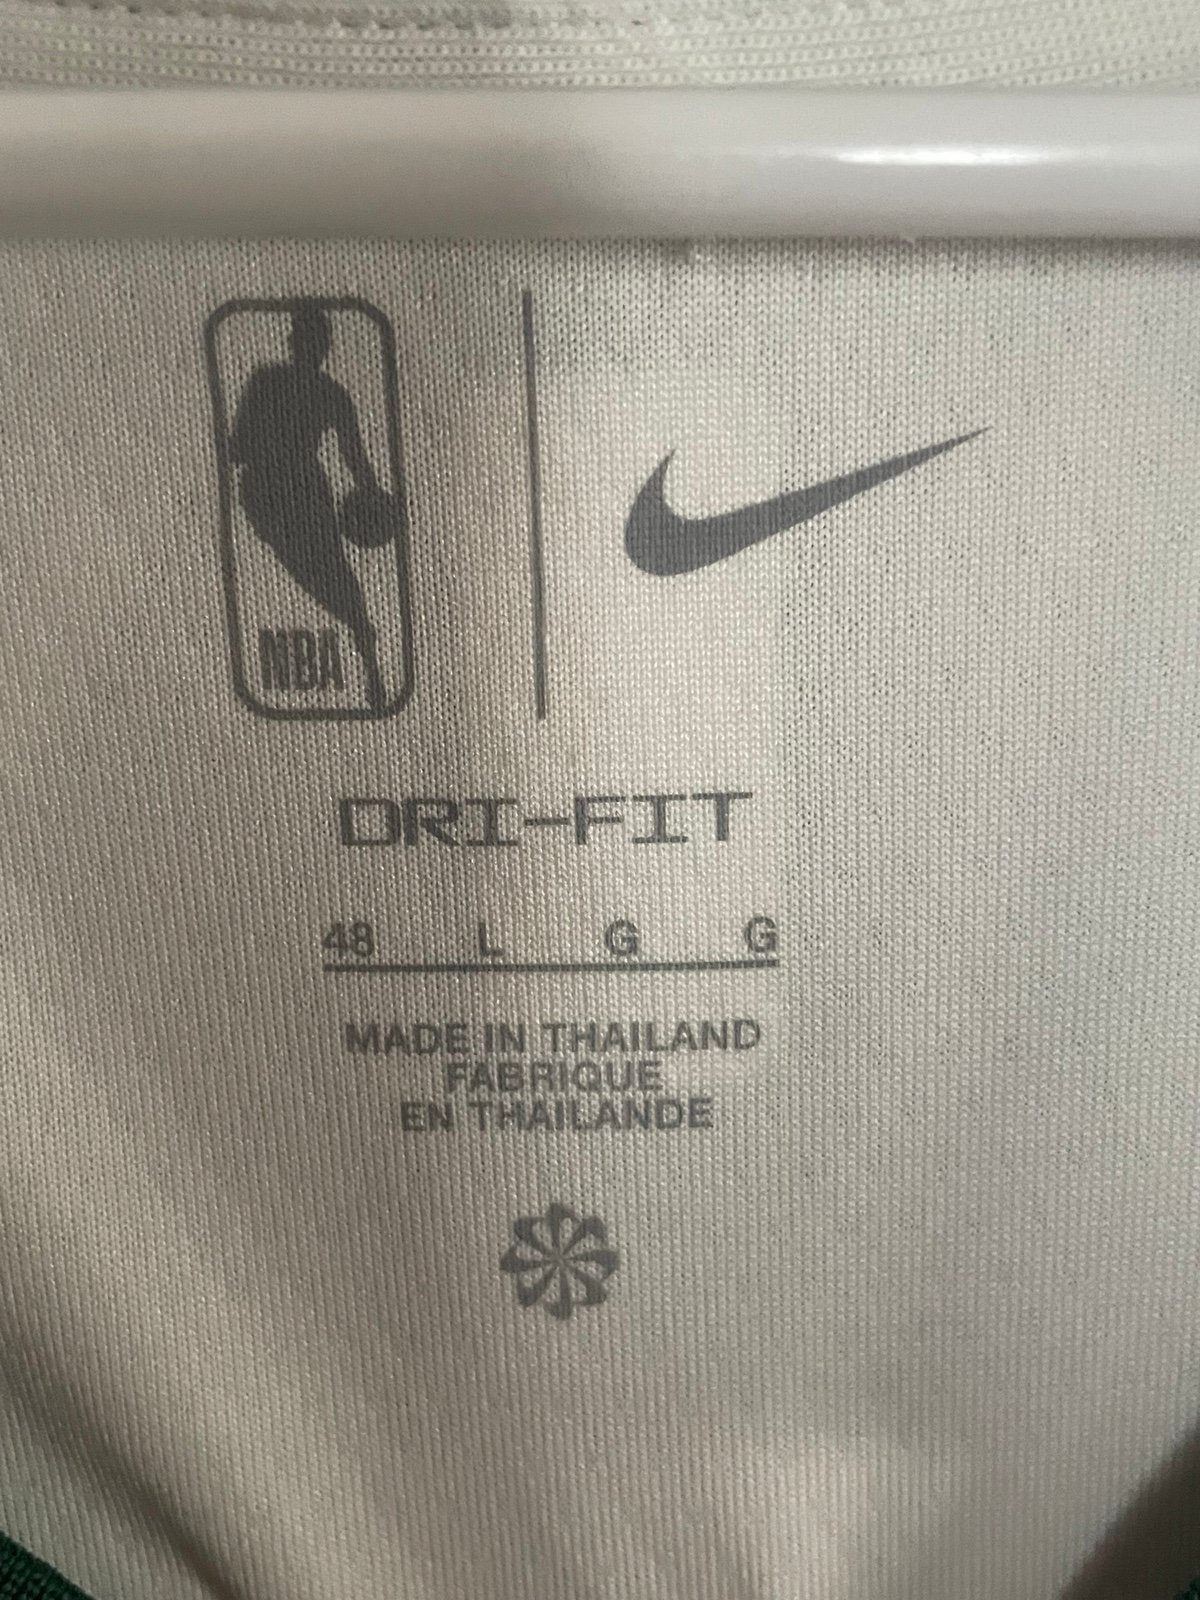 NBA
DRI-FIT
48 L G G
MADE IN THAILAND
FABRIQUE
EN THAILANDE